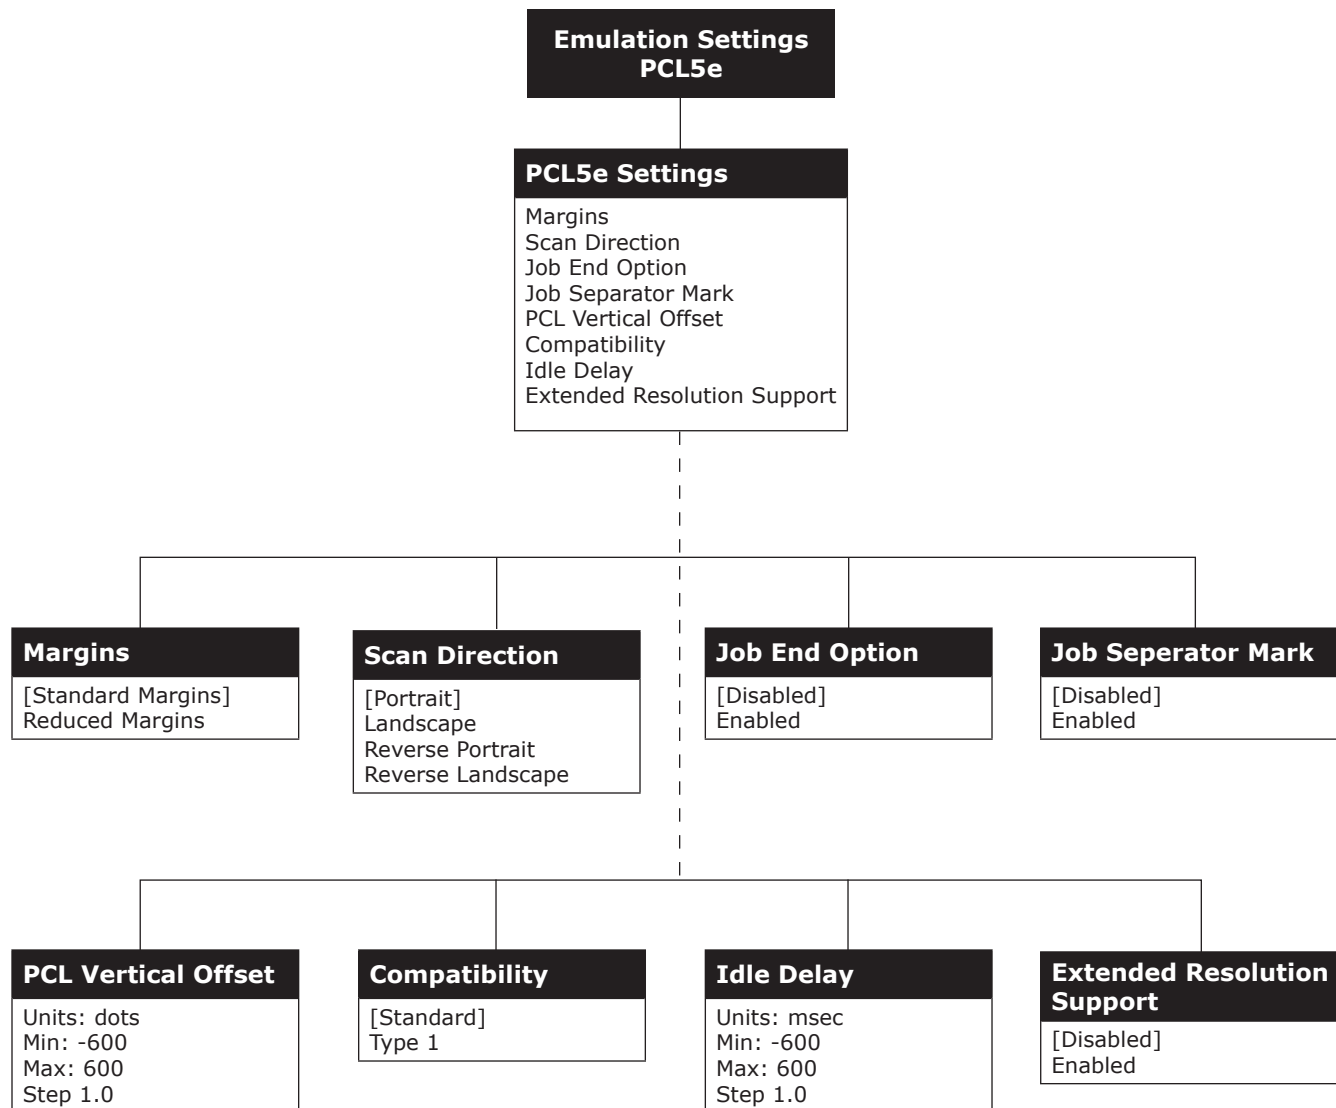 Emulation Settings
PCL5e
PCL5e Settings
Margins
Scan Direction
Job End Option
Job Separator Mark
PCL Vertical Offset
Compatibility
Idle Delay
Extended Resolution Support
Margins
[Standard Margins]
Reduced Margins
Scan Direction
[Portrait]
Landscape
Reverse Portrait
Reverse Landscape
Job End Option
[Disabled]
Enabled
Job Seperator Mark
[Disabled]
Enabled
PCL Vertical Offset
Units: dots
Min: -600
Max: 600
Step 1.0
Compatibility
[Standard]
Type 1
Idle Delay
Units: msec
Min: -600
Max: 600
Step 1.0
Extended Resolution
Support
[Disabled]
Enabled